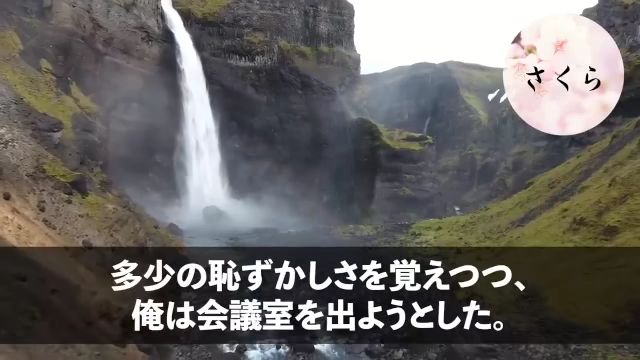 さくら
多少の恥ずかしさを覚えつつ、
俺は会議室を出ようとした。